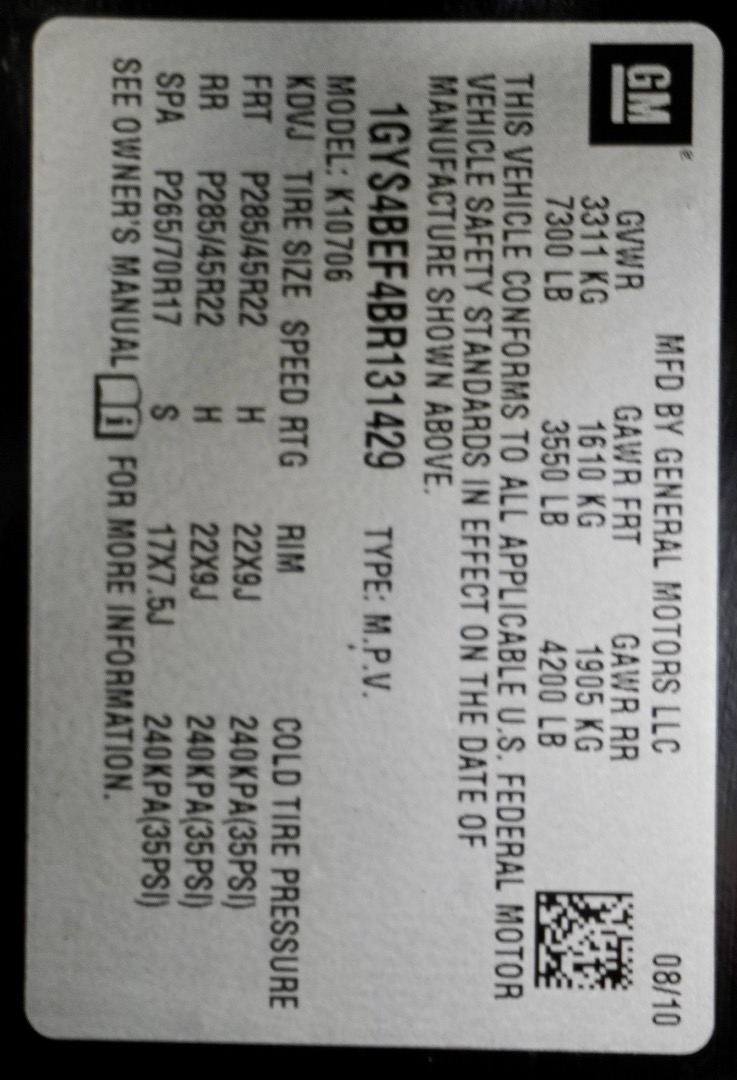 GM
MFD BY GENERAL MOTORS LLC 08/10
GVWR GAWR FRT GAWR RR
3311 KG 1610 KG 1905 KG
7300 LB 3550 LB 4200 LB
THIS VEHICLE CONFORMS TO ALL APPLICABLE U.S. FEDERAL MOTOR
VEHICLE SAFETY STANDARDS IN EFFECT ON THE DATE OF
MANUFACTURE SHOWN ABOVE.
1GYS4BEF4BR131429 TYPE: M.P.V.
MODEL: K10706
KDVJ TIRE SIZE SPEED RTG RIM COLD TIRE PRESSURE
FRT P285/45R22 H 22X9J 240KPA(35PSI)
RR P285/45R22 H 22X9J 240KPA(35PSI)
SPA P265/70R17 S 17X7.5J 240KPA(35PSI)
SEE OWNER'S MANUAL i FOR MORE INFORMATION.